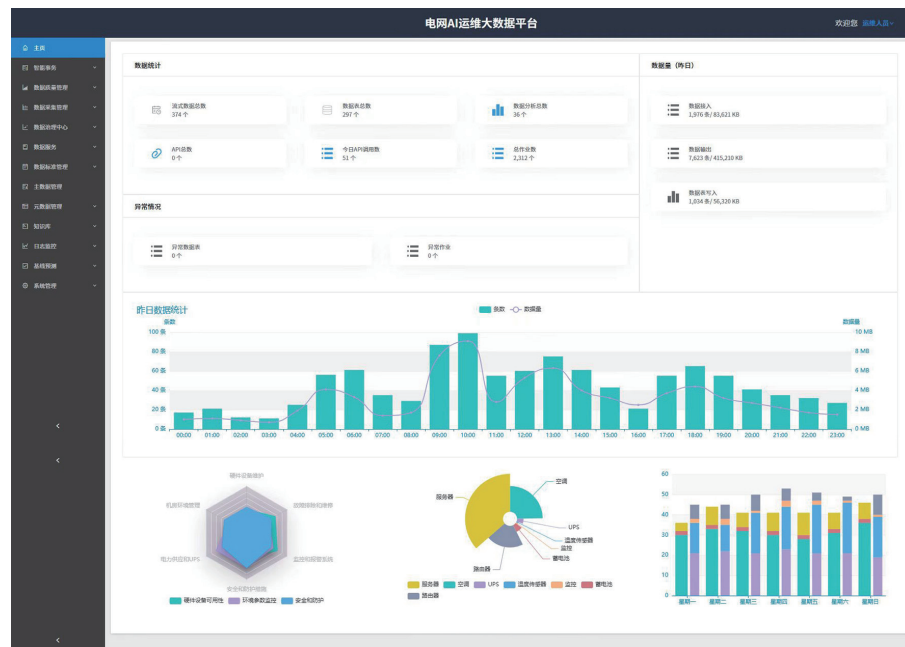 电网AI运维大数据平台
欢迎您 运维人员
主页
智能事务
数据质量管理
数据采集管理
数据治理中心
数据服务
数据标准管理
主数据管理
元数据管理
知识库
日志监控
基线预测
系统管理
数据统计
流式数据总数
374 个
数据表总数
297 个
数据分析总数
36 个
API总数
0 个
今日API调用数
51 个
总作业数
2,312 个
数据量（昨日）
数据接入
1,976 条/ 83,621 KB
数据输出
7,623 条/ 415,210 KB
数据表写入
1,034 条/ 56,320 KB
异常情况
异常数据表
0 个
异常作业
0 个
昨日数据统计
条数 数据量
条数
数据量
100 条
80 条
60 条
40 条
20 条
0 条
10 MB
8 MB
6 MB
4 MB
2 MB
0 MB
00:00 01:00 02:00 03:00 04:00 05:00 06:00 07:00 08:00 09:00 10:00 11:00 12:00 13:00 14:00 15:00 16:00 17:00 18:00 19:00 20:00 21:00 22:00 23:00
硬件设备维护
机房环境管理
故障排除和维修
电力供应和UPS
监控和报警系统
安全和防护措施
硬件设备可用性 环境参数监控 安全和防护
服务器
空调
UPS
温度传感器
监控
蓄电池
路由器
服务器 空调 UPS 温度传感器 监控 蓄电池
路由器
60
50
40
30
20
10
0
星期一 星期二 星期三 星期四 星期五 星期六 星期日